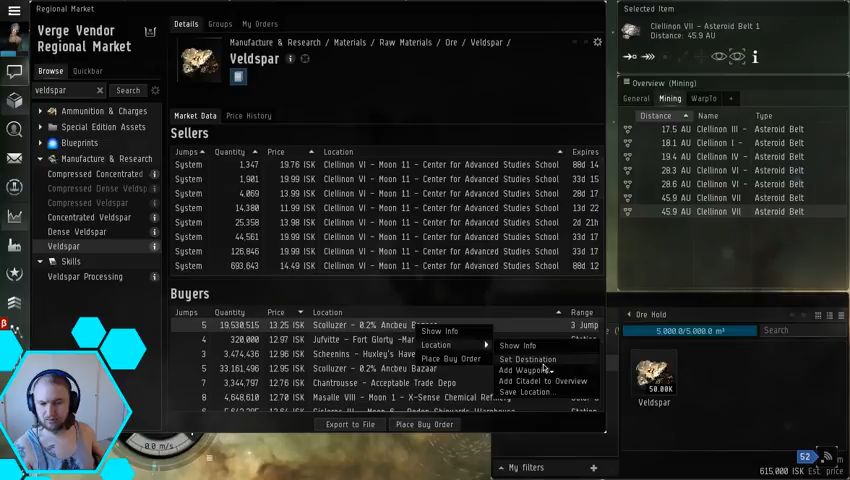 Regional Market
Verge Vendor
Regional Market
Browse
Quickbar
veldspar
Search
Ammunition & Charges
Special Edition Assets
Blueprints
Manufacture & Research
Compressed Concentrated
Compressed Dense Veldsp
Compressed Veldspar
Concentrated Veldspar
Dense Veldspar
Veldspar
Skills
Veldspar Processing
Details
Groups
My Orders
Manufacture & Research / Materials / Raw Materials / Ore / Veldspar /
Veldspar
Market Data
Price History
Sellers
Jumps Quantity Price Location Expires
System 1,347 19.76 ISK Clellinon VI - Moon 11 - Center for Advanced Studies School 88d 14
System 1,901 19.99 ISK Clellinon VI - Moon 11 - Center for Advanced Studies School 33d 15
System 4,069 13.99 ISK Clellinon VI - Moon 11 - Center for Advanced Studies School 28d 17
System 14,380 11.99 ISK Clellinon VI - Moon 11 - Center for Advanced Studies School 13d 22
System 25,358 13.98 ISK Clellinon VI - Moon 11 - Center for Advanced Studies School 2d 21h
System 44,561 19.99 ISK Clellinon VI - Moon 11 - Center for Advanced Studies School 33d 17
System 126,846 19.99 ISK Clellinon VI - Moon 11 - Center for Advanced Studies School 33d 17
System 693,643 14.49 ISK Clellinon VI - Moon 11 - Center for Advanced Studies School 88d 12
Buyers
Jumps Quantity Price Location Range
5 19,530,515 13.25 ISK Scolluzer - 0.2% Ancbeu Bazaar 3 Jump
4 320,000 12.97 ISK Jufvitte - Fort Glorty
3 3,474,436 12.96 ISK Scheenins - Huxley's
5 33,161,496 12.95 ISK Scolluzer - 0.2% Ancbeu Bazaar
7 3,344,797 12.76 ISK Chantrousse - Acceptable Trade Depo
8 4,648,610 12.70 ISK Masalle VIII - Moon 1 - X-Sense Chemical
Show Info
Location
Place Buy Order
Show Info
Set Destination
Add Waypoint
Add Citadel to Overview
Save Location...
Export to File
Place Buy Order
0.0 m/s
Selected Item
Clellinon VII - Asteroid Belt 1
Distance: 45.9 AU
Overview (Mining)
General
Mining
WarpTo
+
Distance Name Type
17.5 AU Clellinon III - Asteroid Belt
18.1 AU Clellinon I - Asteroid Belt
19.4 AU Clellinon IV - Asteroid Belt
28.3 AU Clellinon VI - Asteroid Belt
28.6 AU Clellinon VI - Asteroid Belt
45.9 AU Clellinon VII Asteroid Belt
45.9 AU Clellinon VII Asteroid Belt
Ore Hold
5,000.0/5,000.0 m³
Search
50.00K
Veldspar
My filters
+
52
615,000 ISK Est. price